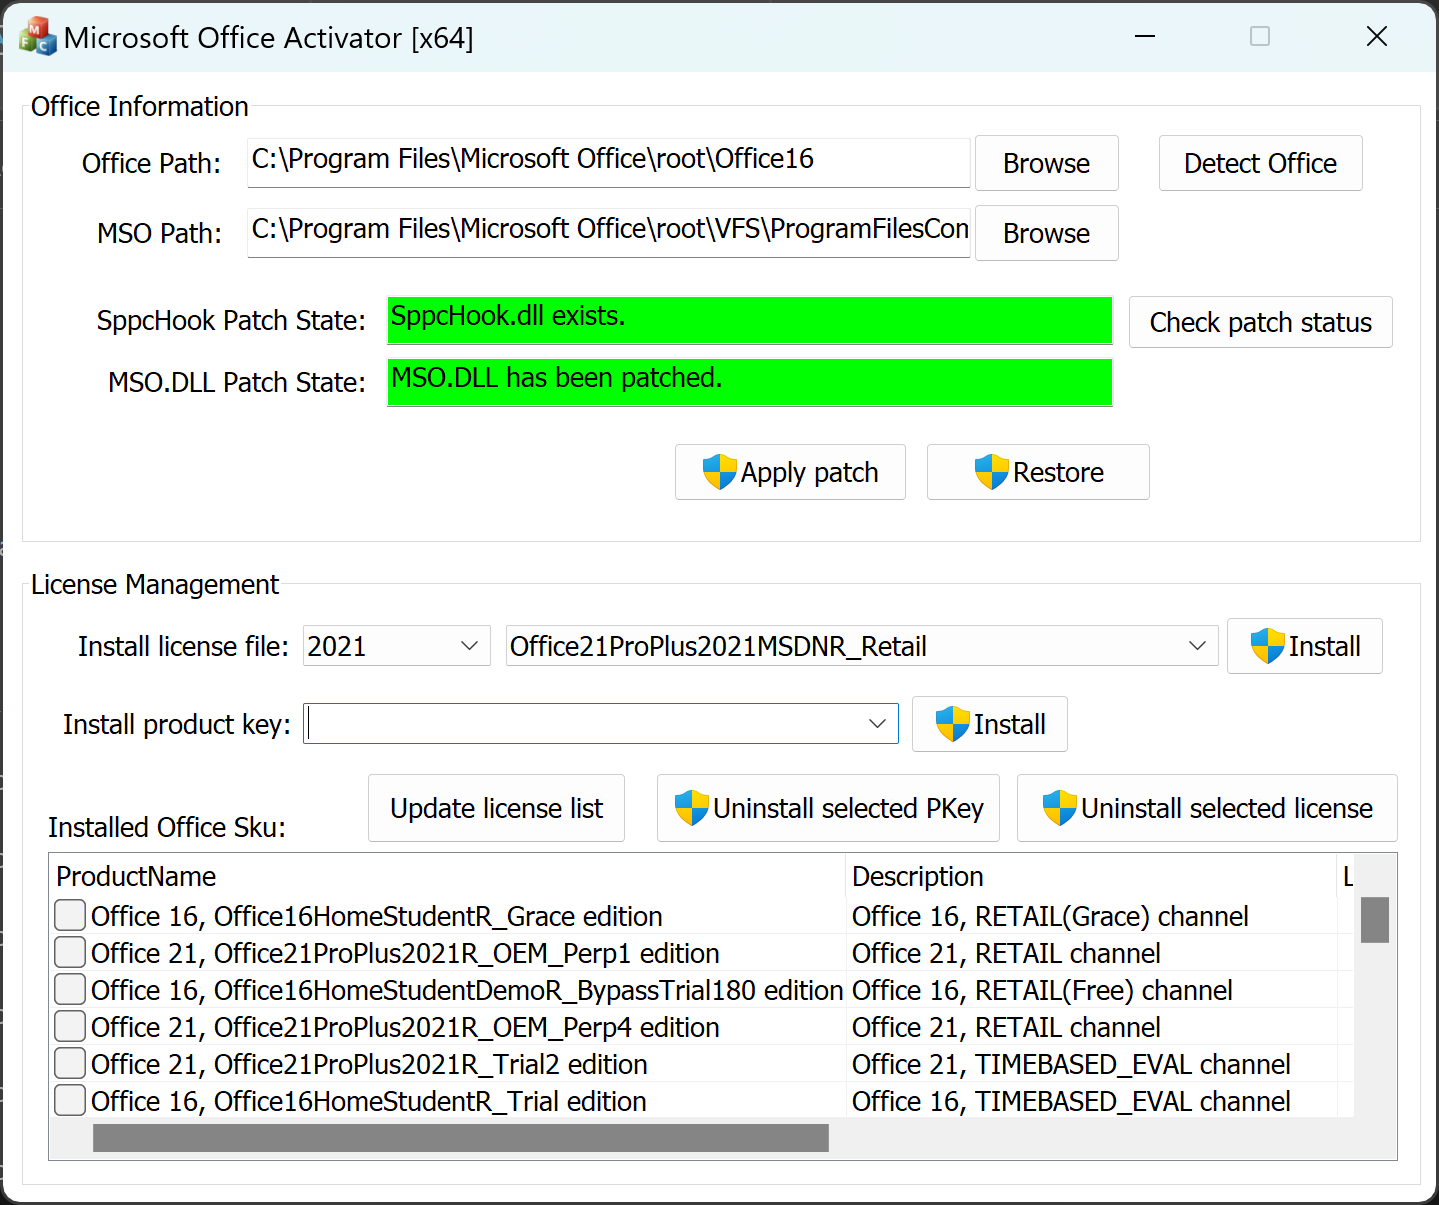 Microsoft Office Activator [x64]
Office Information
Office Path: C:\Program Files\Microsoft Office\root\Office16 Browse Detect Office
MSO Path: C:\Program Files\Microsoft Office\root\VFS\ProgramFilesCon Browse
SppcHook Patch State: SppcHook.dll exists. Check patch status
MSO.DLL Patch State: MSO.DLL has been patched.
Apply patch Restore
License Management
Install license file: 2021 Office21ProPlus2021MSDNR_Retail Install
Install product key: Install
Installed Office Sku: Update license list Uninstall selected PKey Uninstall selected license
ProductName Description L
Office 16, Office16HomeStudentR_Grace edition Office 16, RETAIL(Grace) channel
Office 21, Office21ProPlus2021R_OEM_Perp1 edition Office 21, RETAIL channel
Office 16, Office16HomeStudentDemoR_BypassTrial180 edition Office 16, RETAIL(Free) channel
Office 21, Office21ProPlus2021R_OEM_Perp4 edition Office 21, RETAIL channel
Office 21, Office21ProPlus2021R_Trial2 edition Office 21, TIMEBASED_EVAL channel
Office 16, Office16HomeStudentR_Trial edition Office 16, TIMEBASED_EVAL channel